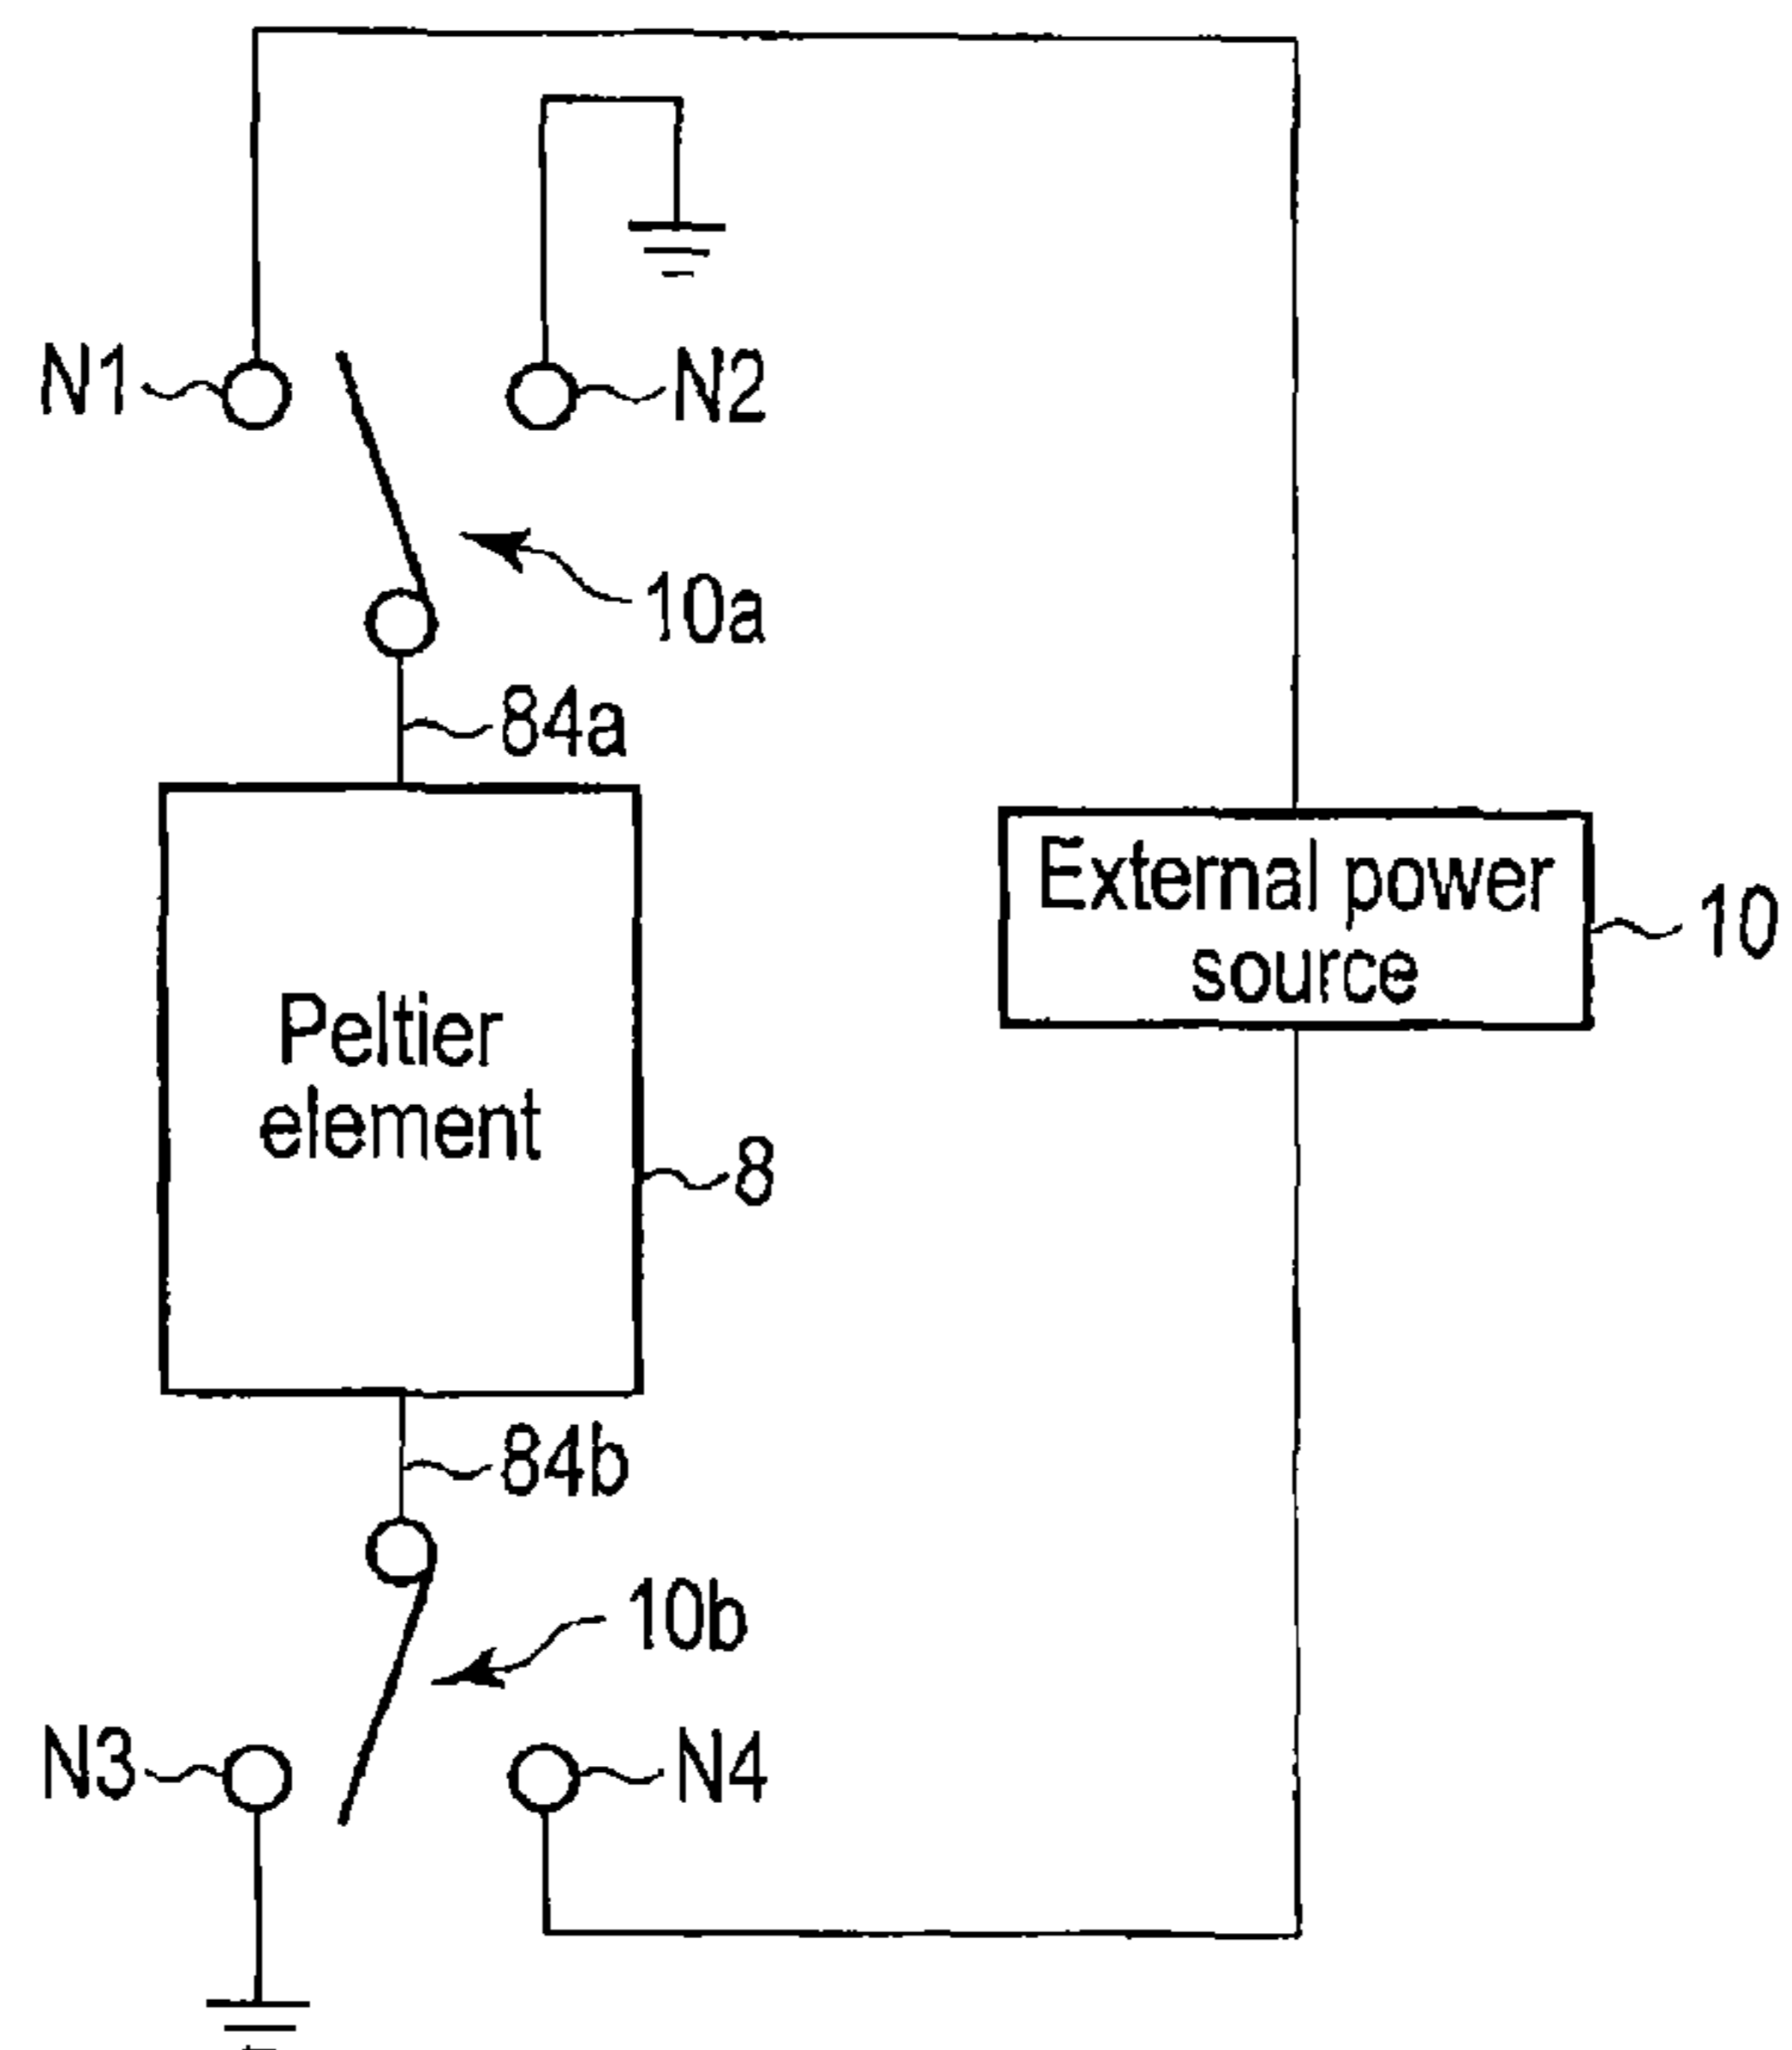 N1
N2
10a
84a
External power
source
10
Peltier
element
8
84b
10b
N3
N4